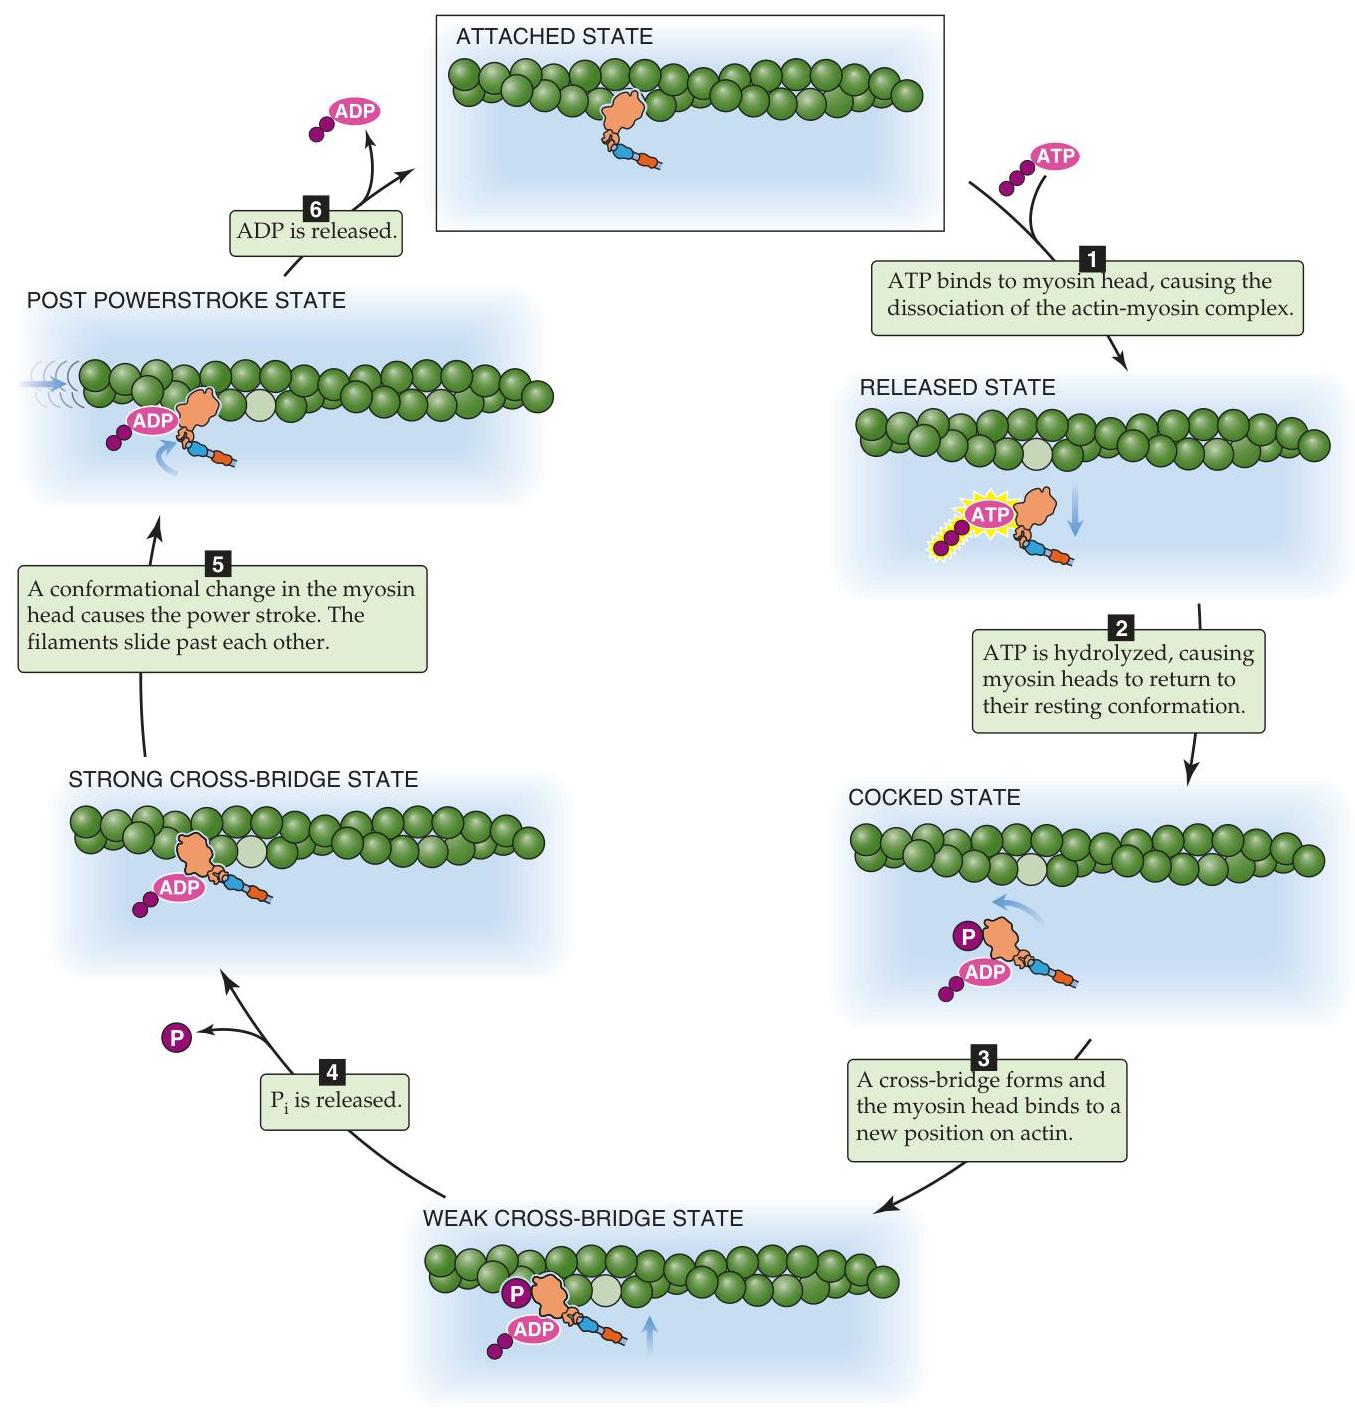 ATTACHED STATE
ATP
1
ATP binds to myosin head, causing the
dissociation of the actin-myosin complex.
RELEASED STATE
ATP
2
ATP is hydrolyzed, causing
myosin heads to return to
their resting conformation.
COCKED STATE
P
ADP
3
A cross-bridge forms and
the myosin head binds to a
new position on actin.
WEAK CROSS-BRIDGE STATE
P
ADP
4
Pi is released.
P
STRONG CROSS-BRIDGE STATE
ADP
5
A conformational change in the myosin
head causes the power stroke. The
filaments slide past each other.
POST POWERSTROKE STATE
ADP
6
ADP is released.
ADP